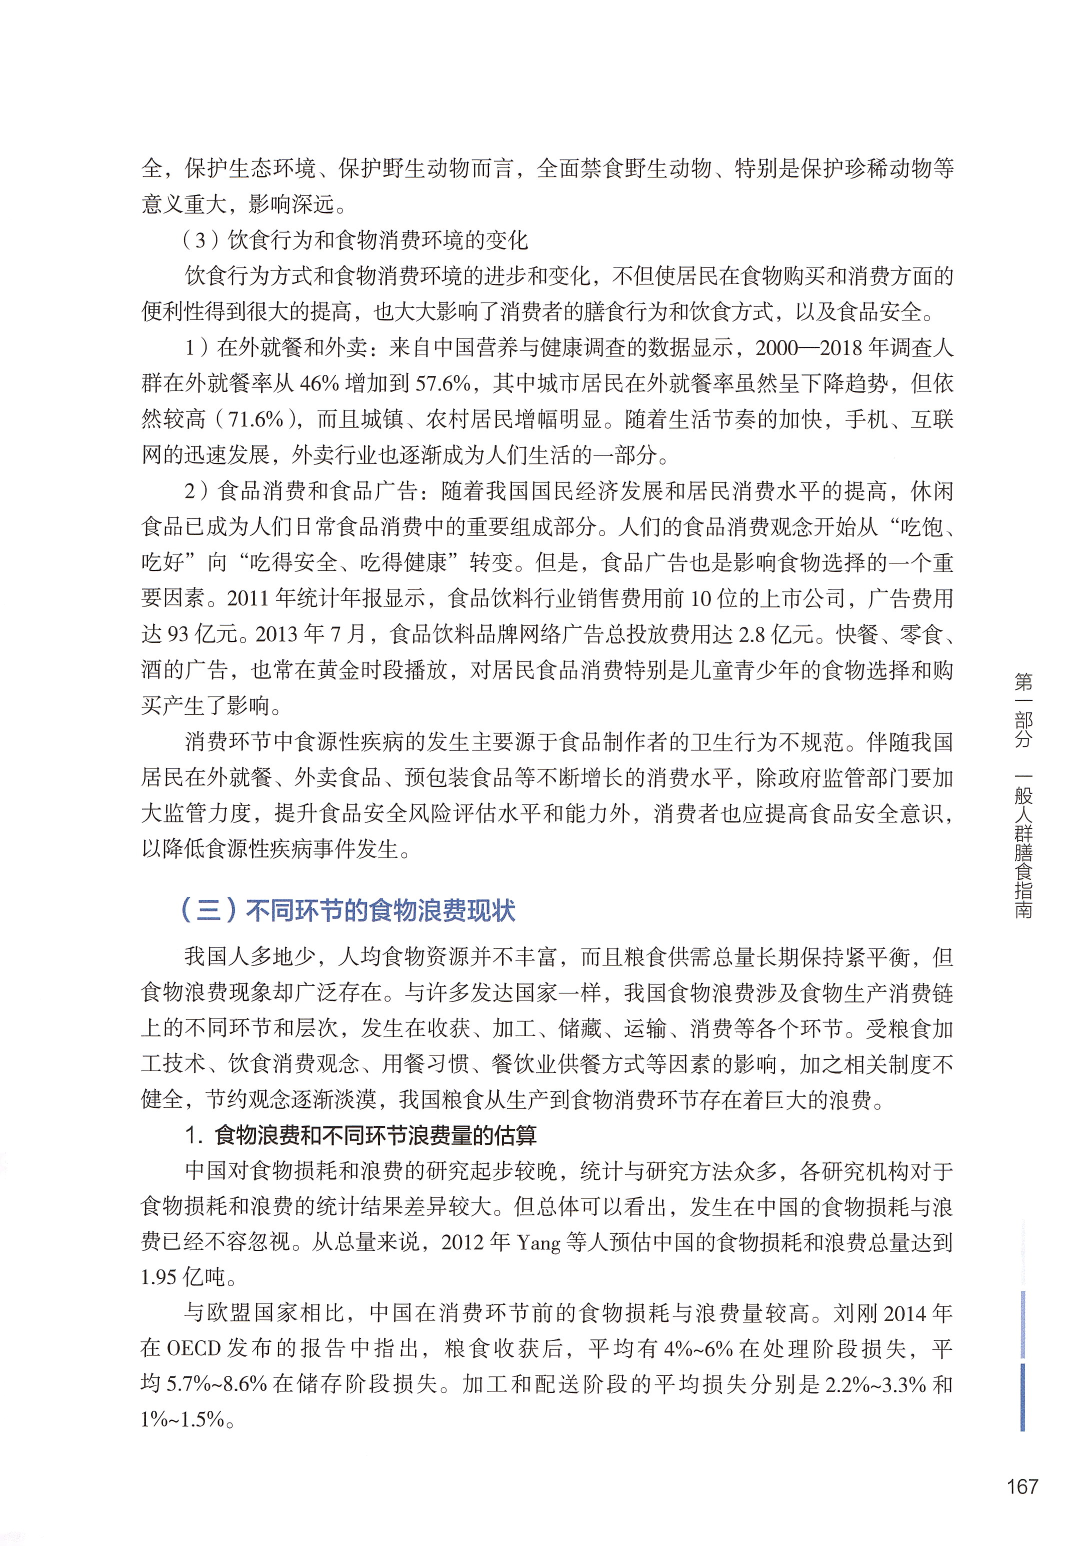 全，保护生态环境、保护野生动物而言，全面禁食野生动物、特别是保护珍稀动物等
意义重大，影响深远。
（3）饮食行为和食物消费环境的变化
饮食行为方式和食物消费环境的进步和变化，不但使居民在食物购买和消费方面的
便利性得到很大的提高，也大大影响了消费者的膳食行为和饮食方式，以及食品安全。
1）在外就餐和外卖：来自中国营养与健康调查的数据显示，2000—2018 年调查人
群在外就餐率从 46% 增加到 57.6%，其中城市居民在外就餐率虽然呈下降趋势，但依
然较高（71.6%），而且城镇、农村居民增幅明显。随着生活节奏的加快，手机、互联
网的迅速发展，外卖行业也逐渐成为人们生活的一部分。
2）食品消费和食品广告：随着我国国民经济发展和居民消费水平的提高，休闲
食品已成为人们日常食品消费中的重要组成部分。人们的食品消费观念开始从“吃饱、
吃好”向“吃得安全、吃得健康”转变。但是，食品广告也是影响食物选择的一个重
要因素。2011 年统计年报显示，食品饮料行业销售费用前 10 位的上市公司，广告费用
达 93 亿元。2013 年 7 月，食品饮料品牌网络广告总投放费用达 2.8 亿元。快餐、零食、
酒的广告，也常在黄金时段播放，对居民食品消费特别是儿童青少年的食物选择和购
买产生了影响。
消费环节中食源性疾病的发生主要源于食品制作者的卫生行为不规范。伴随我国
居民在外就餐、外卖食品、预包装食品等不断增长的消费水平，除政府监管部门要加
大监管力度，提升食品安全风险评估水平和能力外，消费者也应提高食品安全意识，
以降低食源性疾病事件发生。
（三）不同环节的食物浪费现状
我国人多地少，人均食物资源并不丰富，而且粮食供需总量长期保持紧平衡，但
食物浪费现象却广泛存在。与许多发达国家一样，我国食物浪费涉及食物生产消费链
上的不同环节和层次，发生在收获、加工、储藏、运输、消费等各个环节。受粮食加
工技术、饮食消费观念、用餐习惯、餐饮业供餐方式等因素的影响，加之相关制度不
健全，节约观念逐渐淡漠，我国粮食从生产到食物消费环节存在着巨大的浪费。
1. 食物浪费和不同环节浪费量的估算
中国对食物损耗和浪费的研究起步较晚，统计与研究方法众多，各研究机构对于
食物损耗和浪费的统计结果差异较大。但总体可以看出，发生在中国的食物损耗与浪
费已经不容忽视。从总量来说，2012 年 Yang 等人预估中国的食物损耗和浪费总量达到
1.95 亿吨。
与欧盟国家相比，中国在消费环节前的食物损耗与浪费量较高。刘刚 2014 年
在 OECD 发布的报告中指出，粮食收获后，平均有 4%~6% 在处理阶段损失，平
均 5.7%~8.6% 在储存阶段损失。加工和配送阶段的平均损失分别是 2.2%~3.3% 和
1%~1.5%。
第一部分 一般人群膳食指南
167